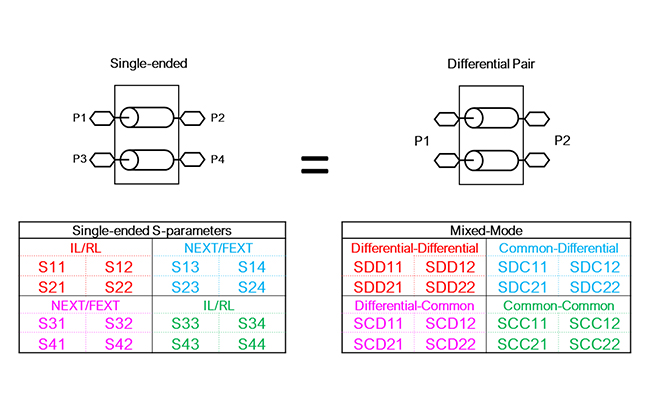 Single-ended
Differential Pair
P1
P2
P3
P4
P1
P2
=
Single-ended S-parameters
IL/RL
NEXT/FEXT
S11 S12 S13 S14
S21 S22 S23 S24
NEXT/FEXT
IL/RL
S31 S32 S33 S34
S41 S42 S43 S44
Mixed-Mode
Differential-Differential
Common-Differential
SDD11 SDD12 SDC11 SDC12
SDD21 SDD22 SDC21 SDC22
Differential-Common
Common-Common
SCD11 SCD12 SCC11 SCC12
SCD21 SCD22 SCC21 SCC22